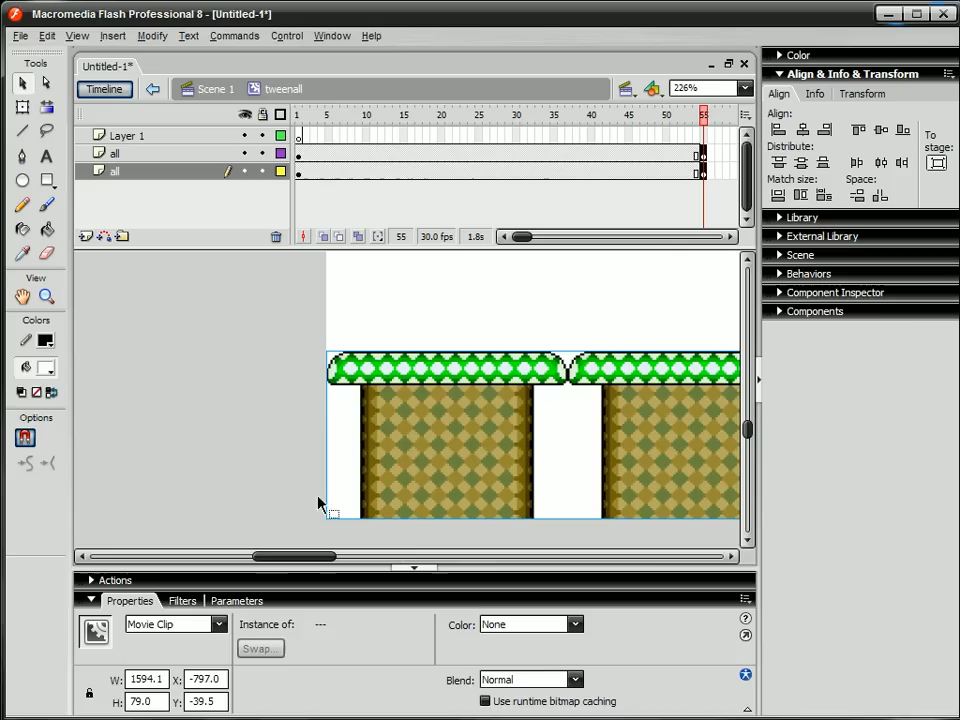 Macromedia Flash Professional 8 - [Untitled-1*]
File Edit View Insert Modify Text Commands Control Window Help
Tools
View
Colors
Options
Untitled-1*
Timeline Scene 1 tweenall 226%
1 5 10 15 20 25 30 35 40 45 50 55
Layer 1
all
all
55 30.0 fps 1.8s
Color
Align & Info & Transform
Align Info Transform
Align:
To stage:
Distribute:
Match size: Space:
Library
External Library
Scene
Behaviors
Component Inspector
Components
Actions
Properties Filters Parameters
Movie Clip Instance of: --- Color: None
Swap...
W: 1594.1 X: -797.0 Blend: Normal
H: 79.0 Y: -39.5 Use runtime bitmap caching